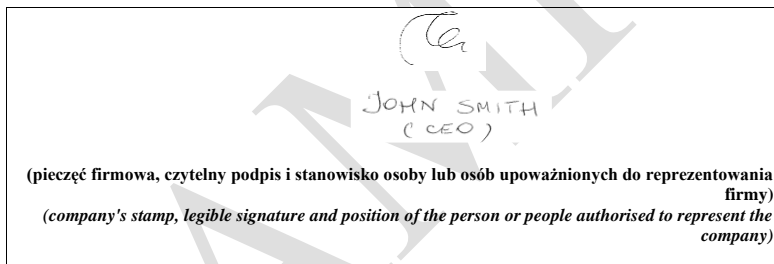 JOHN SMITH
(CEO)
(pieczęć firmowa, czytelny podpis i stanowisko osoby lub osób upoważnionych do reprezentowania
firmy)
(company's stamp, legible signature and position of the person or people authorised to represent the
company)